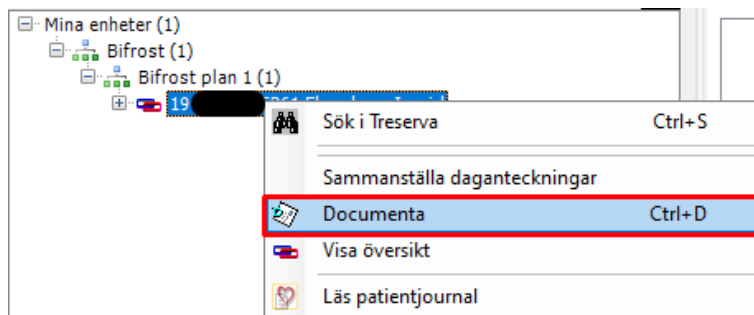 Mina enheter (1)
Bifrost (1)
Bifrost plan 1 (1)
19
Sök i Treserva Ctrl+S
Sammanställa daganteckningar
Documenta Ctrl+D
Visa översikt
Läs patientjournal